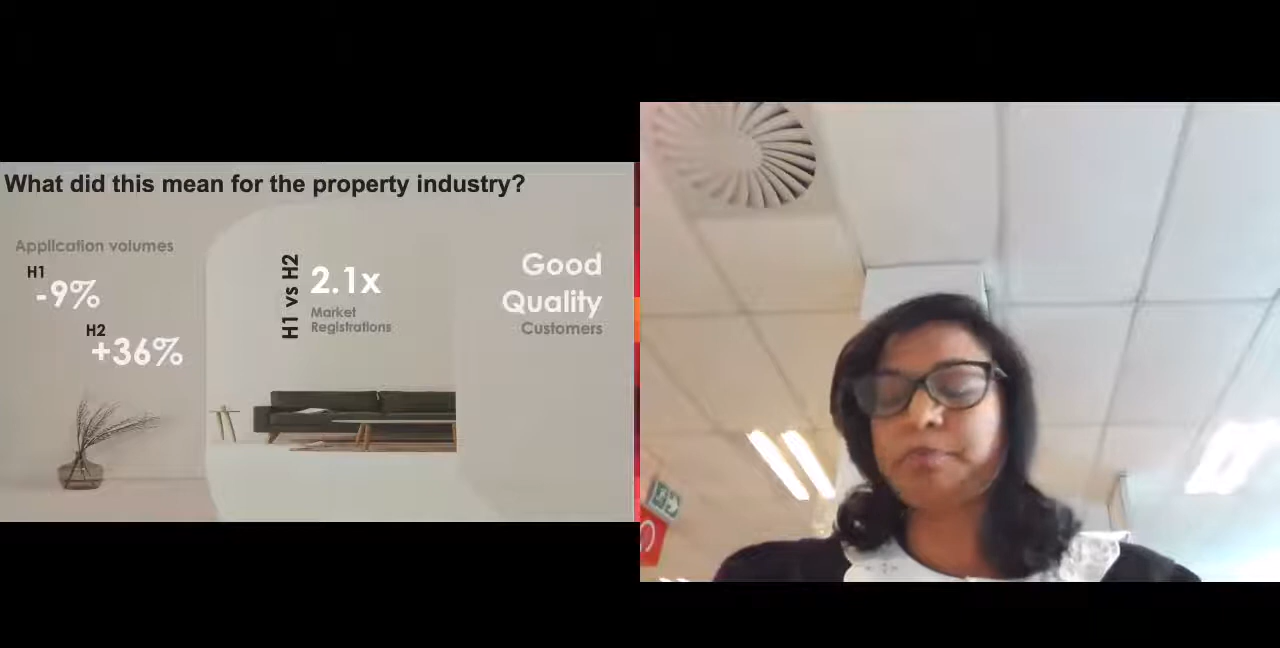 What did this mean for the property industry?
Application volumes
H1
-9%
H2
+36%
H1 vs H2
2.1x
Market
Registrations
Good
Quality
Customers